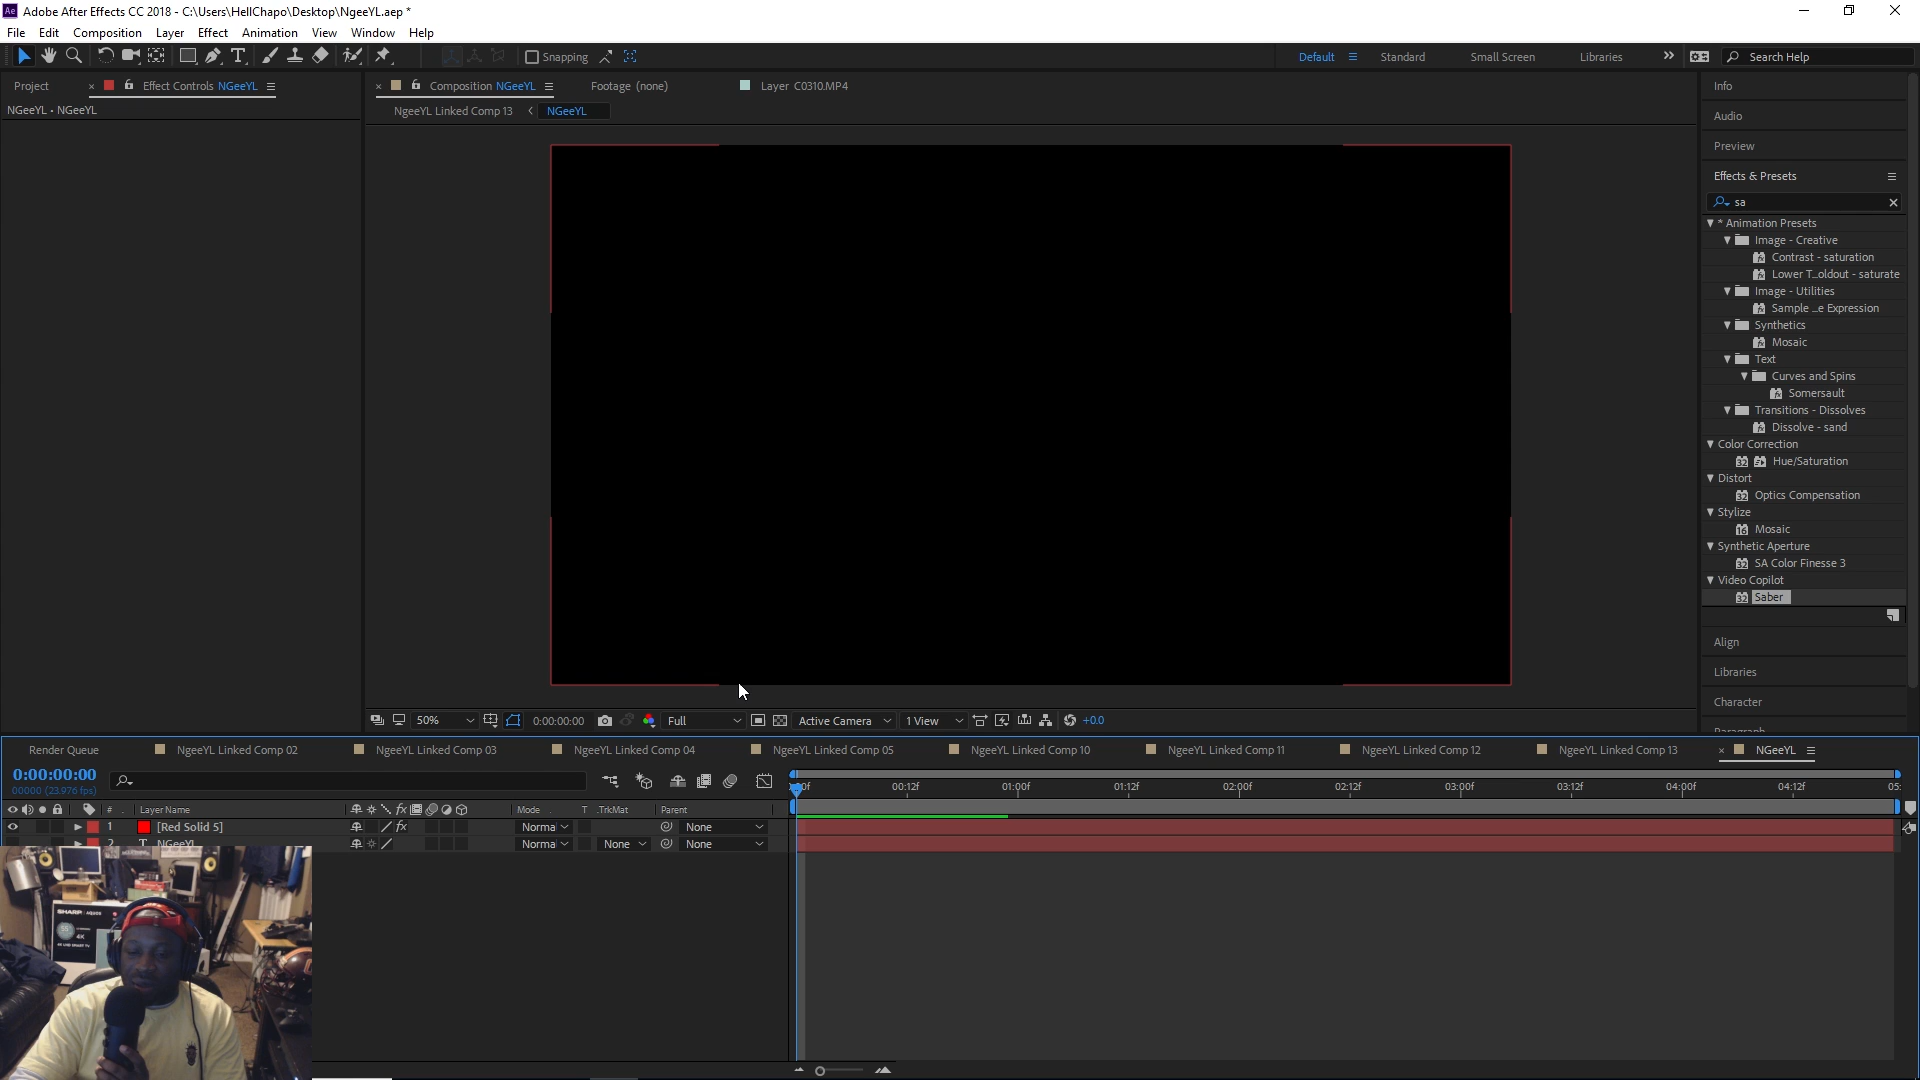 Adobe After Effects CC 2018 - C:\Users\HellChapo\Desktop\NgeeYL.aep *
File Edit Composition Layer Effect Animation View Window Help
Snapping
Default Standard Small Screen Libraries Search Help
Project Effect Controls NGeeYL
NGeeYL • NGeeYL
Composition NGeeYL Footage (none) Layer C0310.MP4
NgeeYL Linked Comp 13 NGeeYL
Info
Audio
Preview
Effects & Presets
sa
* Animation Presets
Image - Creative
Contrast - saturation
Lower T...oldout - saturate
Image - Utilities
Sample ...e Expression
Synthetics
Mosaic
Text
Curves and Spins
Somersault
Transitions - Dissolves
Dissolve - sand
Color Correction
Hue/Saturation
Distort
Optics Compensation
Stylize
Mosaic
Synthetic Aperture
SA Color Finesse 3
Video Copilot
Saber
Align
Libraries
Character
Paragraph
50% 0:00:00:00 Full Active Camera 1 View +0.0
Render Queue NgeeYL Linked Comp 02 NgeeYL Linked Comp 03 NgeeYL Linked Comp 04 NgeeYL Linked Comp 05 NgeeYL Linked Comp 10 NgeeYL Linked Comp 11 NgeeYL Linked Comp 12 NgeeYL Linked Comp 13 NGeeYL
0:00:00:00
00000 (23.976 fps)
00:12f 01:00f 01:12f 02:00f 02:12f 03:00f 03:12f 04:00f 04:12f 05:
# Layer Name Mode T .TrkMat Parent
1 [Red Solid 5] Norma None
2 T NGeeYL Norma None None
SHARP AQUOS
4K